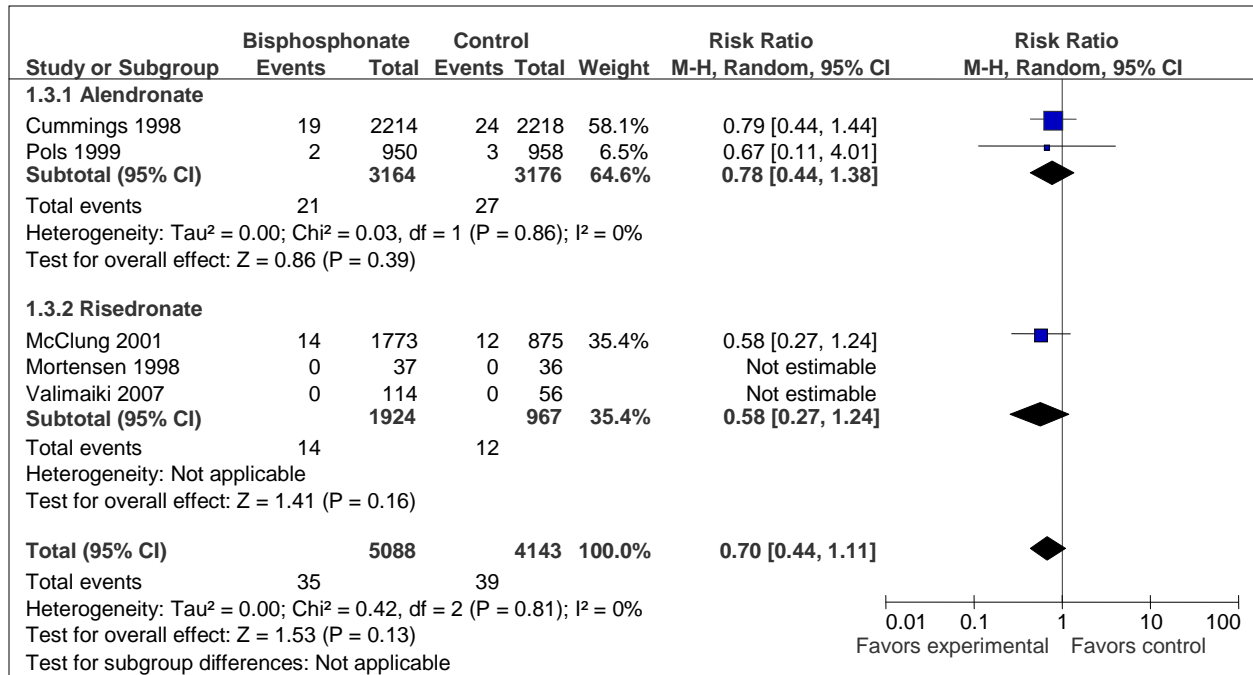 Bisphosphonate Control Risk Ratio Risk Ratio
Study or Subgroup Events Total Events Total Weight M-H, Random, 95% CI M-H, Random, 95% CI
1.3.1 Alendronate
Cummings 1998 19 2214 24 2218 58.1% 0.79 [0.44, 1.44]
Pols 1999 2 950 3 958 6.5% 0.67 [0.11, 4.01]
Subtotal (95% CI) 3164 3176 64.6% 0.78 [0.44, 1.38]
Total events 21 27
Heterogeneity: Tau² = 0.00; Chi² = 0.03, df = 1 (P = 0.86); I² = 0%
Test for overall effect: Z = 0.86 (P = 0.39)
1.3.2 Risedronate
McClung 2001 14 1773 12 875 35.4% 0.58 [0.27, 1.24]
Mortensen 1998 0 37 0 36 Not estimable
Valimaiki 2007 0 114 0 56 Not estimable
Subtotal (95% CI) 1924 967 35.4% 0.58 [0.27, 1.24]
Total events 14 12
Heterogeneity: Not applicable
Test for overall effect: Z = 1.41 (P = 0.16)
Total (95% CI) 5088 4143 100.0% 0.70 [0.44, 1.11]
Total events 35 39
Heterogeneity: Tau² = 0.00; Chi² = 0.42, df = 2 (P = 0.81); I² = 0%
Test for overall effect: Z = 1.53 (P = 0.13)
Test for subgroup differences: Not applicable
0.01 0.1 1 10 100
Favors experimental Favors control